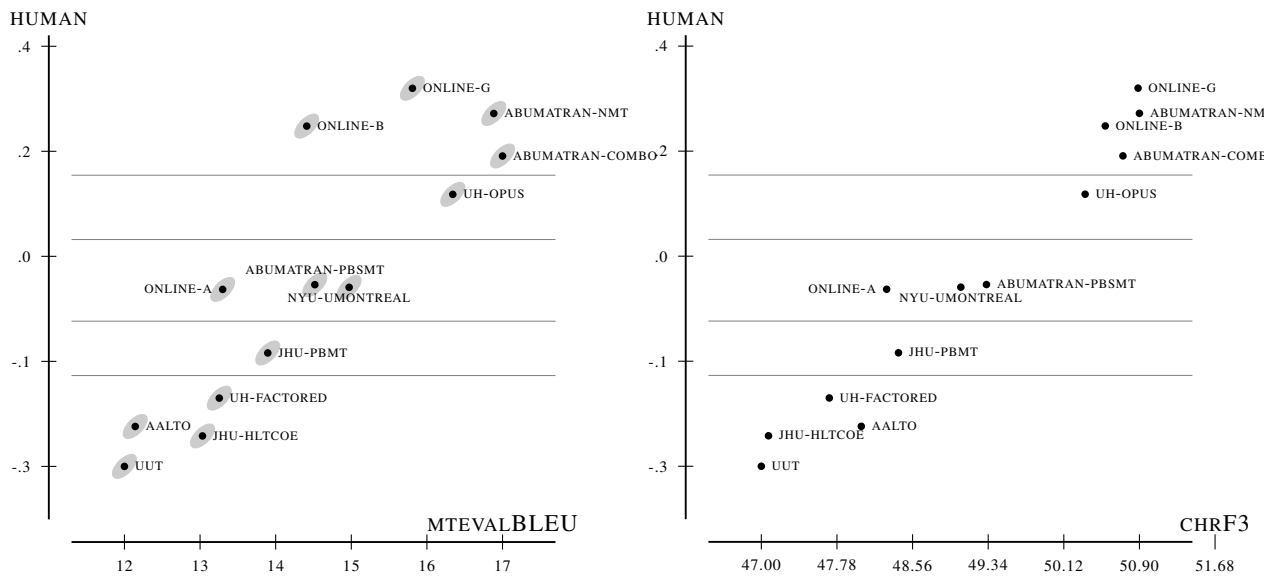 HUMAN
.4
ONLINE-G
ABUMATRAN-NMT
ONLINE-B
.2
ABUMATRAN-COMBO
UH-OPUS
.0
ABUMATRAN-PBSMT
ONLINE-A
NYU-UMONTREAL
-.1
JHU-PBMT
UH-FACTORED
AALTO
JHU-HLTCOE
-.3
UUT
MTEVALBLEU
12 13 14 15 16 17
HUMAN
.4
ONLINE-G
ABUMATRAN-NM
ONLINE-B
.2
ABUMATRAN-COMB
UH-OPUS
.0
ABUMATRAN-PBSMT
ONLINE-A
NYU-UMONTREAL
-.1
JHU-PBMT
UH-FACTORED
AALTO
JHU-HLTCOE
-.3
UUT
CHRF3
47.00 47.78 48.56 49.34 50.12 50.90 51.68